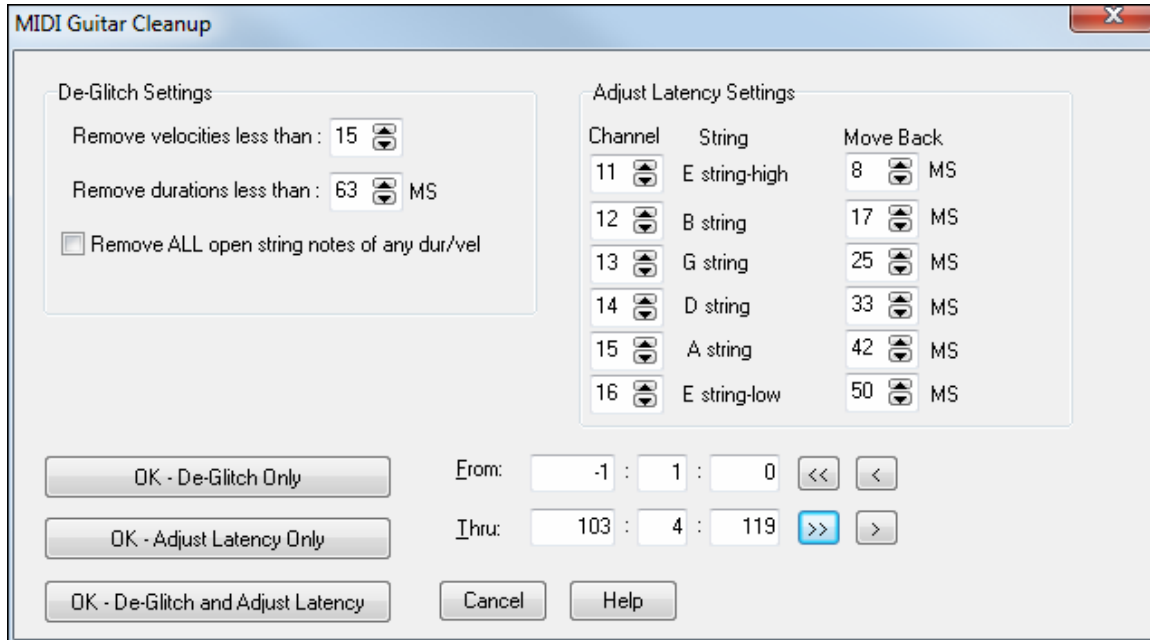 MIDI Guitar Cleanup
De-Glitch Settings
Remove velocities less than : 15
Remove durations less than : 63 MS
Remove ALL open string notes of any dur/vel
Adjust Latency Settings
Channel String Move Back
11 E string-high 8 MS
12 B string 17 MS
13 G string 25 MS
14 D string 33 MS
15 A string 42 MS
16 E string-low 50 MS
OK - De-Glitch Only
OK - Adjust Latency Only
OK - De-Glitch and Adjust Latency
From: -1 : 1 : 0 << <
Thru: 103 : 4 : 119 >> >
Cancel Help